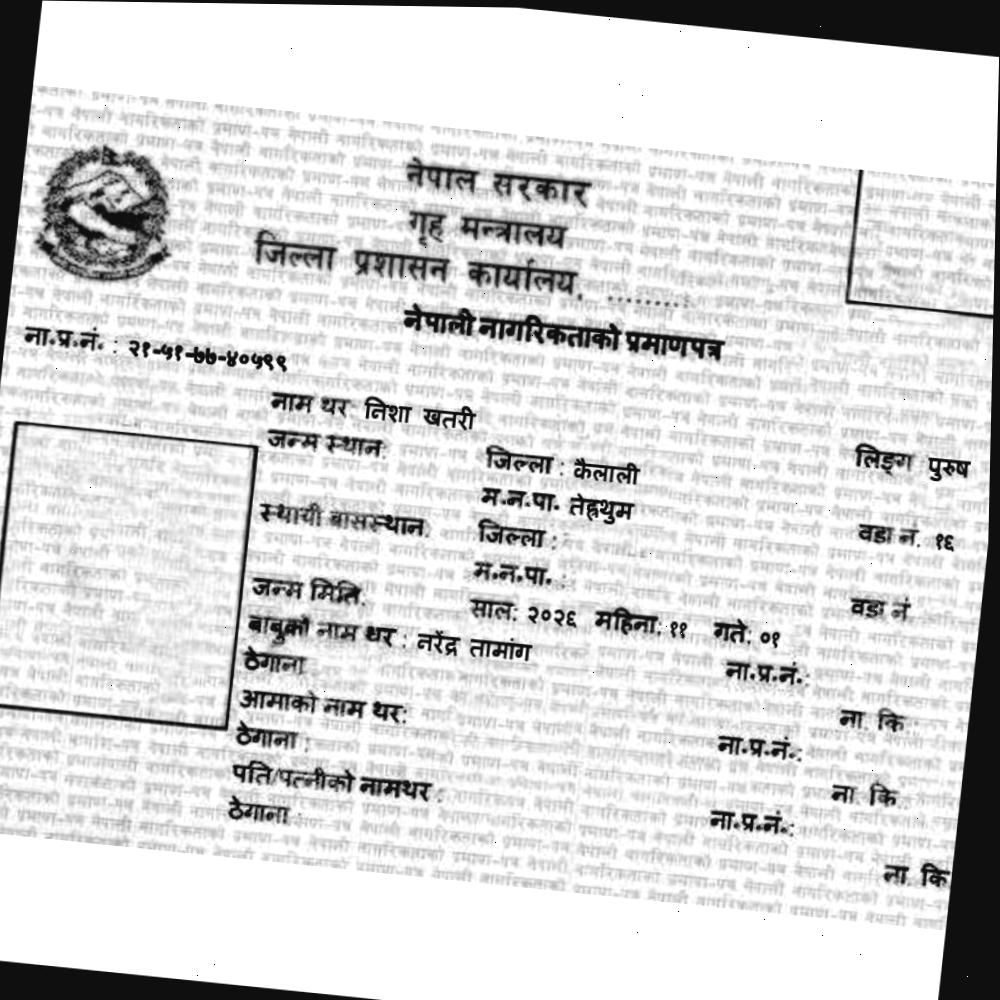 नेपाल सरकार
गृह मन्त्रालय
जिल्ला प्रशासन कार्यालय, .........
नेपाली नागरिकताको प्रमाणपत्र
ना.प्र.नं. : २१-५१-७७-४०५९९
नाम थर: निशा खतरी
लिङ्ग पुरुष
जन्म स्थान: जिल्ला : कैलाली
म.न.पा. तेह्रथुम वडा नं. १६
स्थायी बासस्थान: जिल्ला :
म.न.पा. : वडा नं
जन्म मिति: साल: २०२६ महिना: ११ गते: ०१
बाबुको नाम थर : नरेंद्र तामांग ना.प्र.नं.:
ठेगाना ना कि :
आमाको नाम थर: ना.प्र.नं.:
ठेगाना : ना कि :
पति/पत्नीको नामथर : ना.प्र.नं.:
ठेगाना : ना कि